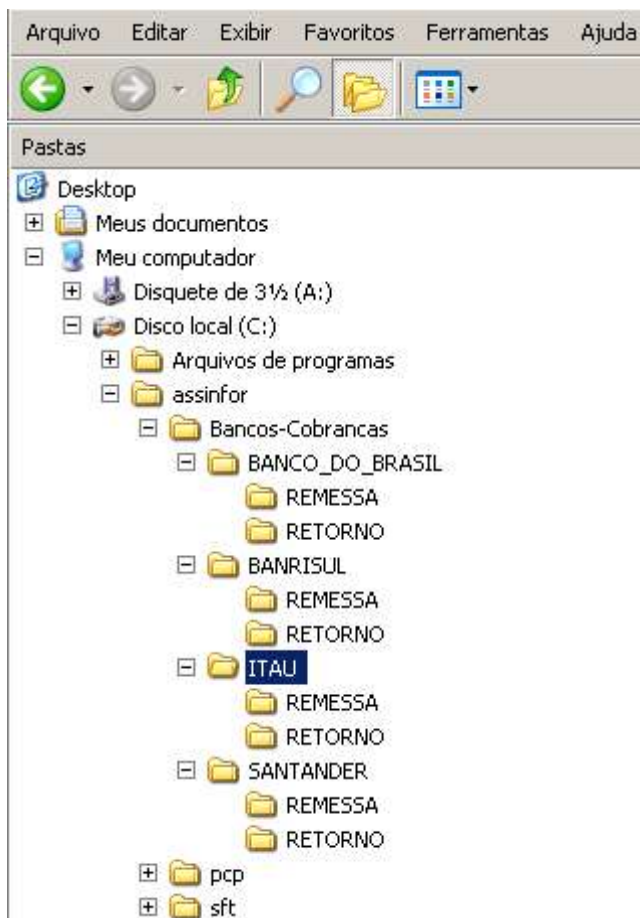 Arquivo Editar Exibir Favoritos Ferramentas Ajuda
Pastas
Desktop
Meus documentos
Meu computador
Disquete de 3½ (A:)
Disco local (C:)
Arquivos de programas
assinfor
Bancos-Cobrancas
BANCO_DO_BRASIL
REMESSA
RETORNO
BANRISUL
REMESSA
RETORNO
ITAU
REMESSA
RETORNO
SANTANDER
REMESSA
RETORNO
pcp
sft